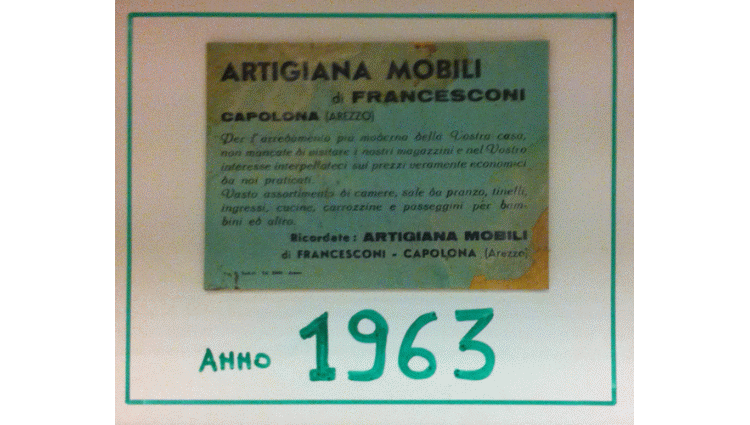 ARTIGIANA MOBILI
di FRANCESCONI
CAPOLONA (AREZZO)
Per l'arredamento più moderno della Vostra casa,
non mancate di visitare i nostri magazzini e nel Vostro
interesse interpellateci sui prezzi veramente economici
da noi praticati.
Vasto assortimento di camere, sale da pranzo, tinelli,
ingressi, cucine, carrozzine e passeggini per bam-
bini ed altro.
Ricordate: ARTIGIANA MOBILI
di FRANCESCONI - CAPOLONA (Arezzo)
ANNO 1963